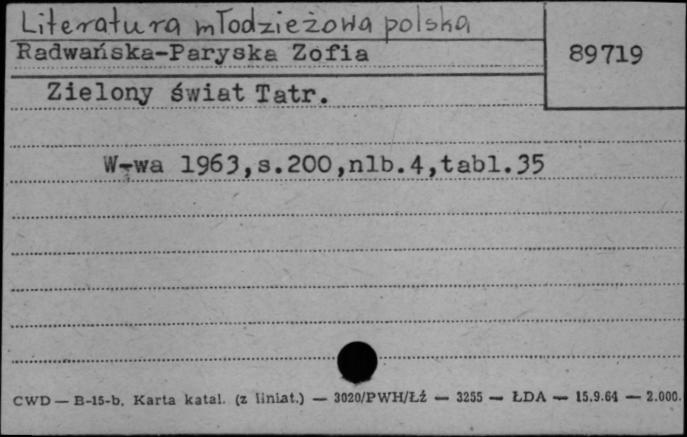 Literatura młodzieżowa polska
Radwańska-Paryska Zofia
89719
Zielony świat Tatr.
W-wa 1963,s.200,nlb.4,tabl.35
CWD — B-15-b. Karta katal. (z liniat.) — 3020/PWH/Łź — 3255 — ŁDA — 15.9.64 — 2.000.